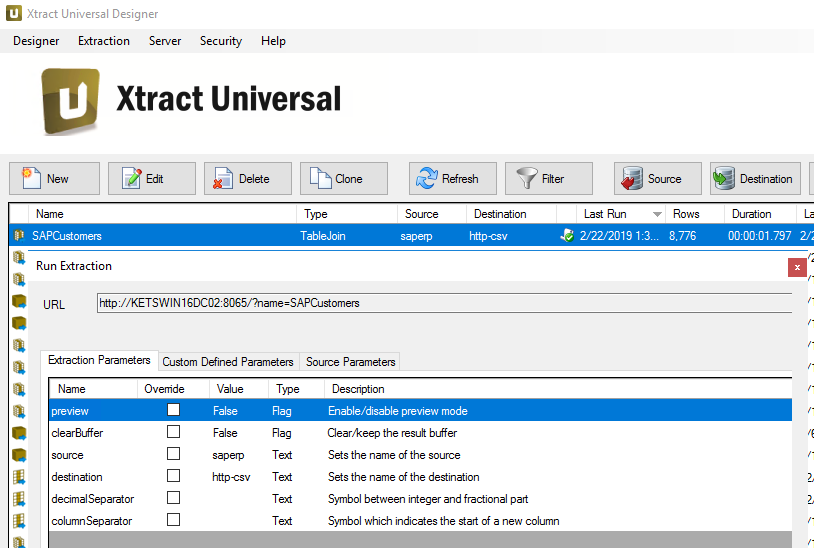 Xtract Universal Designer
Designer Extraction Server Security Help
Xtract Universal
New Edit Delete Clone Refresh Filter Source Destination
Name Type Source Destination Last Run Rows Duration La
SAPCustomers TableJoin saperp http-csv 2/22/2019 1:3... 8,776 00:00:01.797 2/2
Run Extraction
x
URL http://KETSWIN16DC02:8065/?name=SAPCustomers
Extraction Parameters Custom Defined Parameters Source Parameters
Name Override Value Type Description
preview False Flag Enable/disable preview mode
clearBuffer False Flag Clear/keep the result buffer
source saperp Text Sets the name of the source
destination http-csv Text Sets the name of the destination
decimalSeparator Text Symbol between integer and fractional part
columnSeparator Text Symbol which indicates the start of a new column